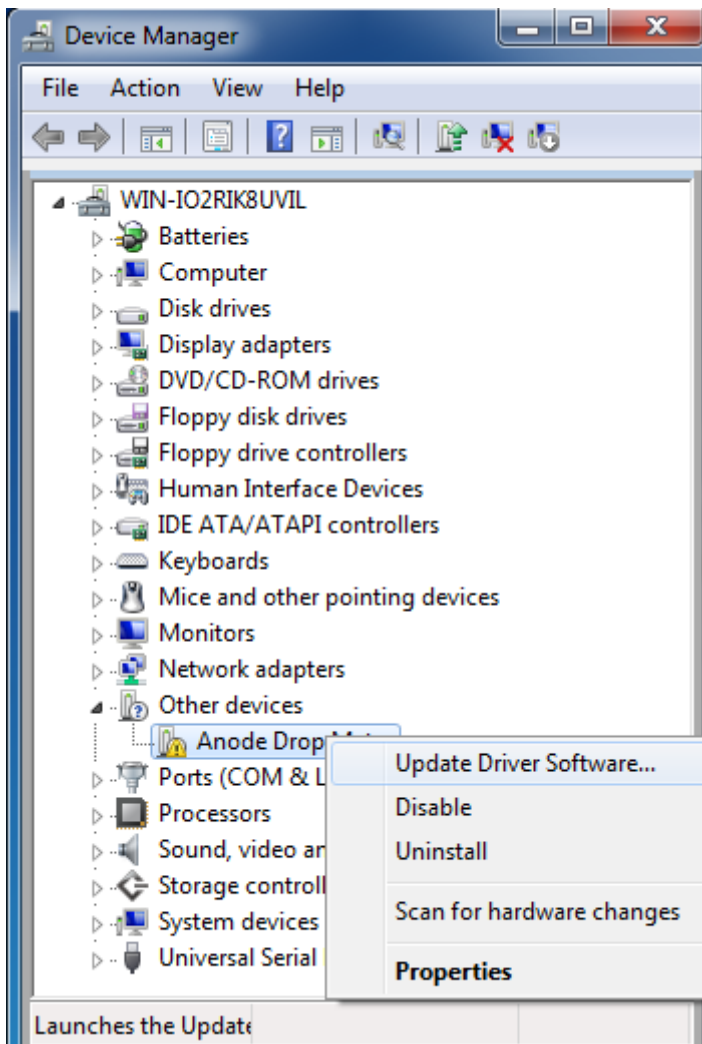 Device Manager
File Action View Help
WIN-IO2RIK8UVIL
Batteries
Computer
Disk drives
Display adapters
DVD/CD-ROM drives
Floppy disk drives
Floppy drive controllers
Human Interface Devices
IDE ATA/ATAPI controllers
Keyboards
Mice and other pointing devices
Monitors
Network adapters
Other devices
Anode Drop
Update Driver Software...
Ports (COM & L
Disable
Processors
Uninstall
Sound, video an
Storage controll
Scan for hardware changes
System devices
Universal Serial
Properties
Launches the Update